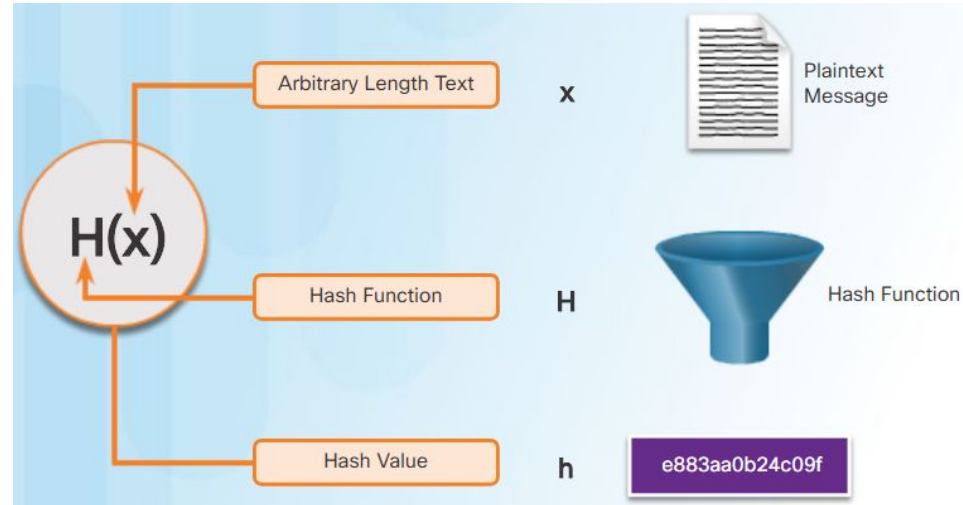 Arbitrary Length Text
x
Plaintext
Message
H(x)
Hash Function
H
Hash Function
Hash Value
h
e883aa0b24c09f